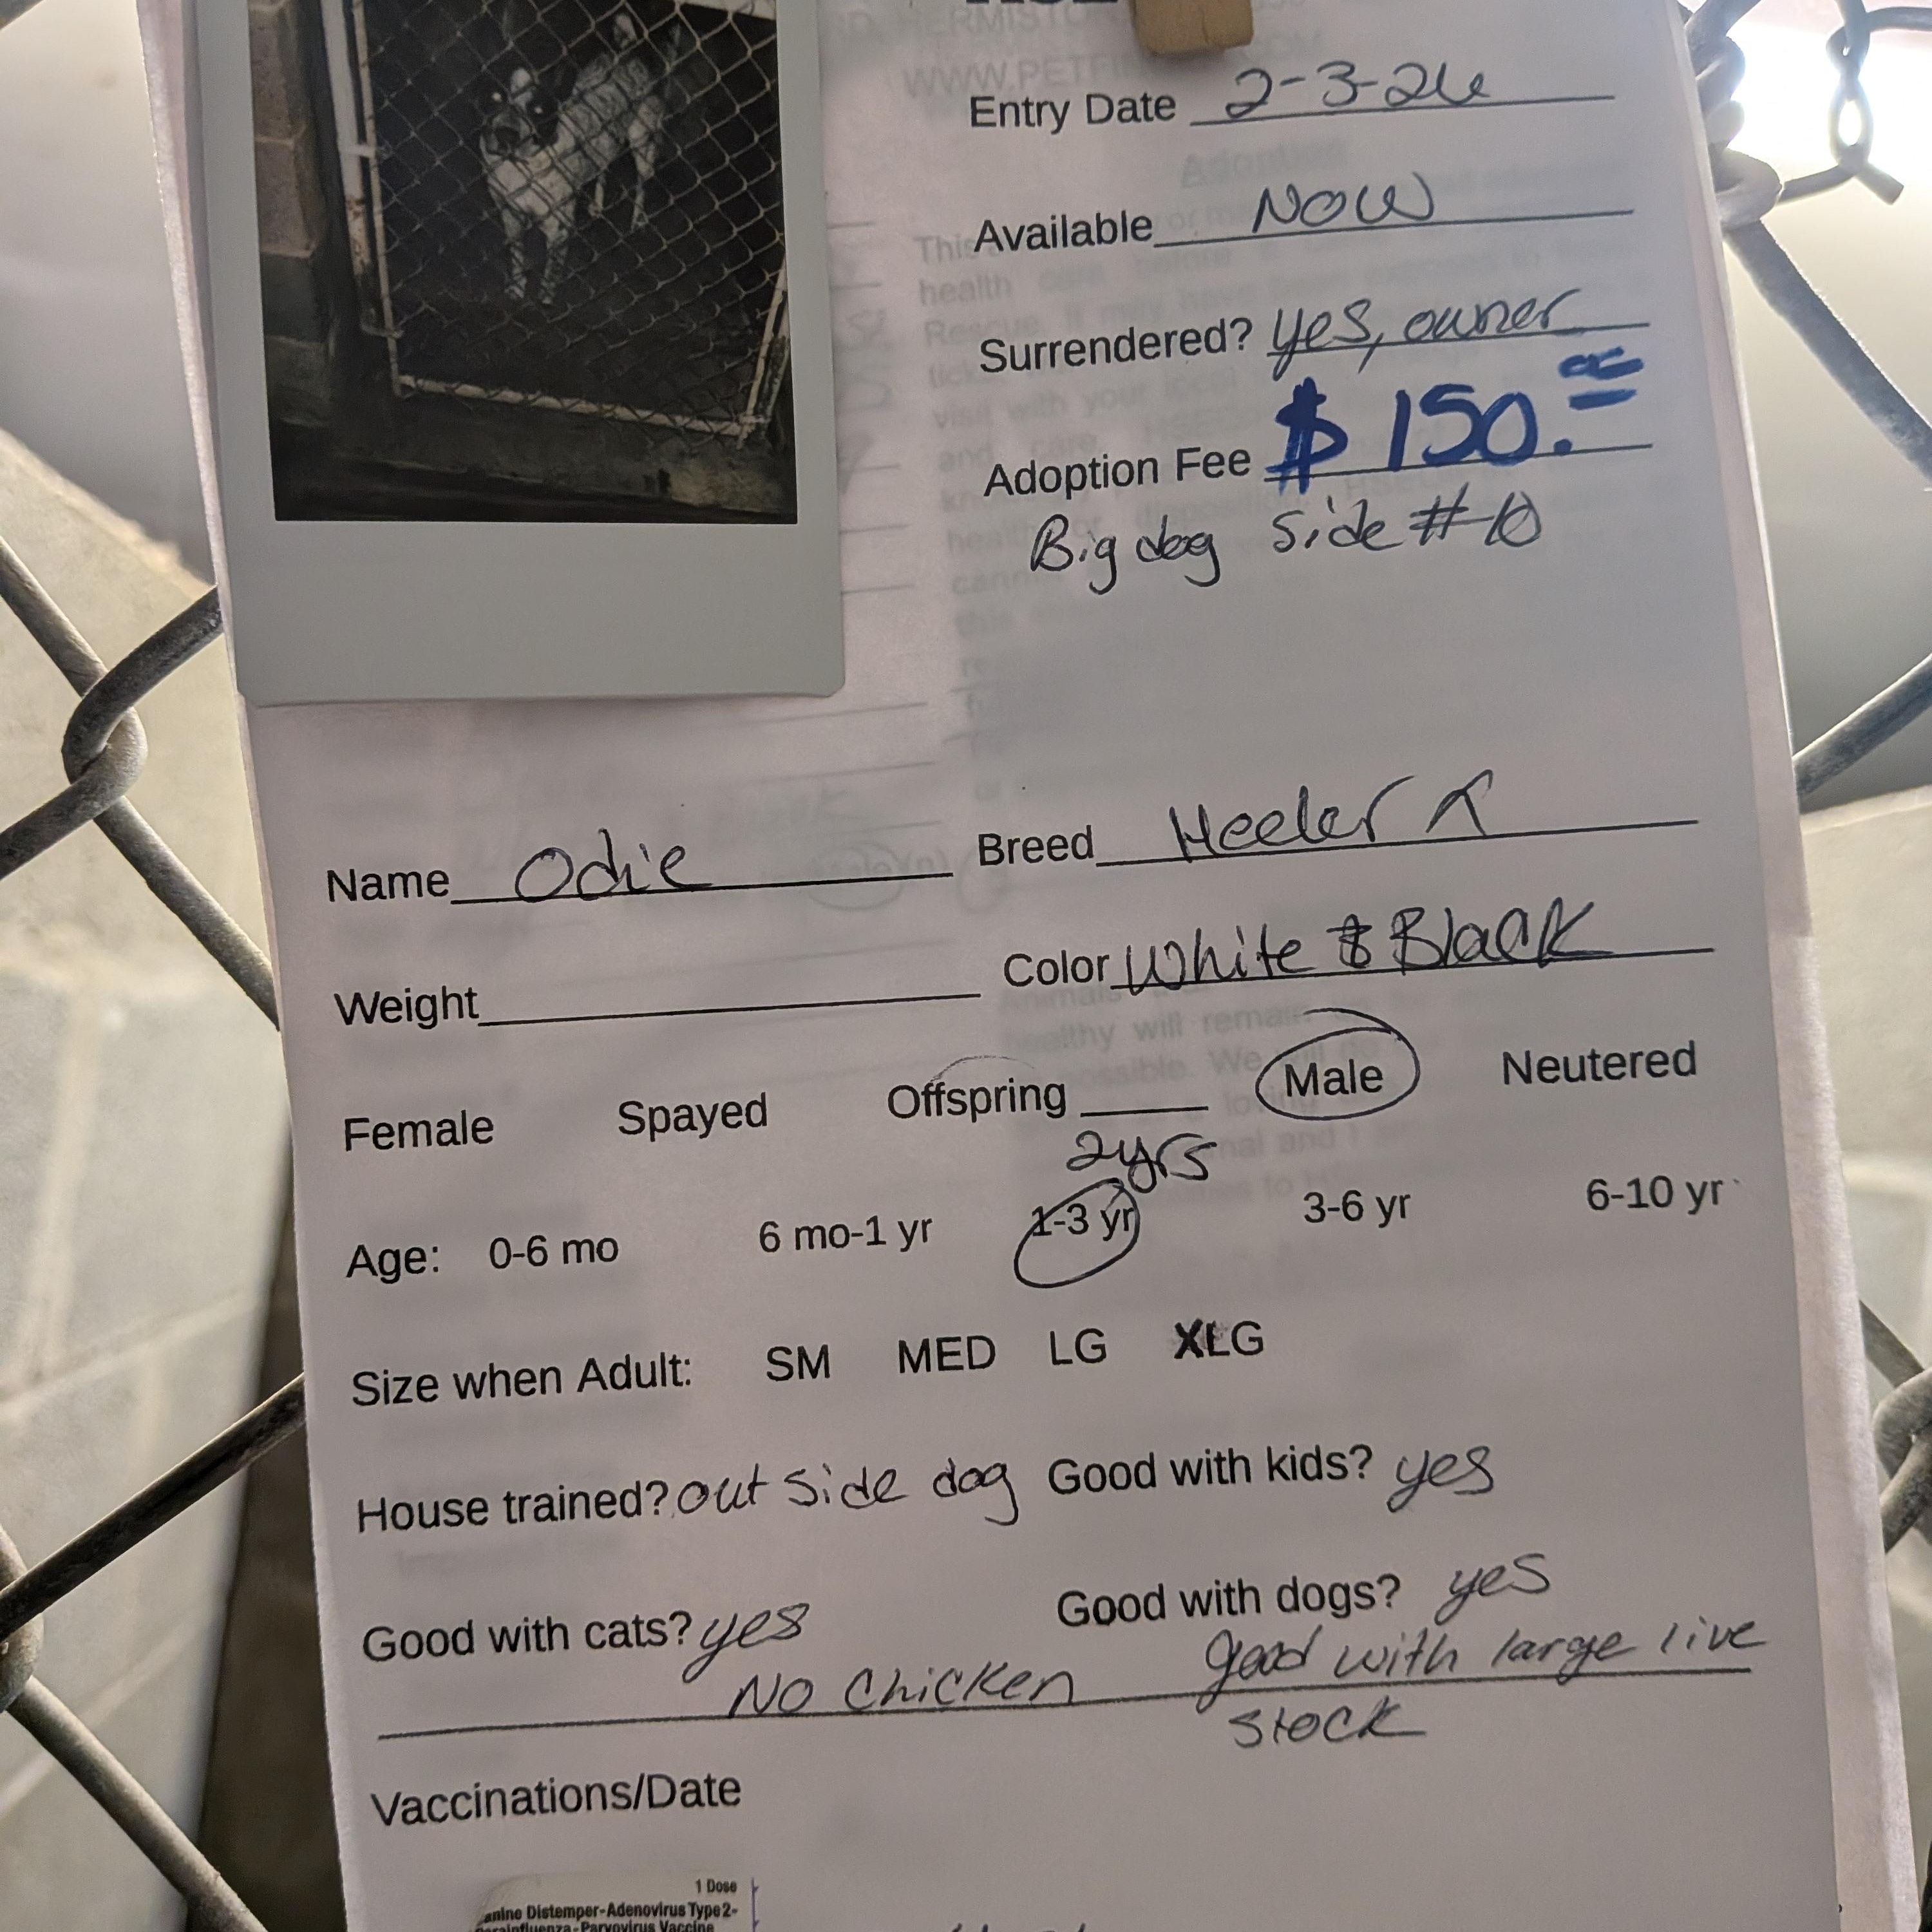 WWW.PETFIN
Entry Date 2-3-26
Available NOW
Surrendered? yes, owner
Adoption Fee $ 150.00
Big dog side #10
Name Odie
Breed Heeler X
Weight
Color White & Black
Female Spayed Offspring ____ Male Neutered
2yrs
Age: 0-6 mo 6 mo-1 yr 1-3 yr 3-6 yr 6-10 yr
Size when Adult: SM MED LG XLG
House trained? out side dog Good with kids? yes
Good with cats? yes Good with dogs? yes
No Chicken good with large live
stock
Vaccinations/Date
1 Dose
anine Distemper-Adenovirus Type 2-
Parvovirus Vaccine